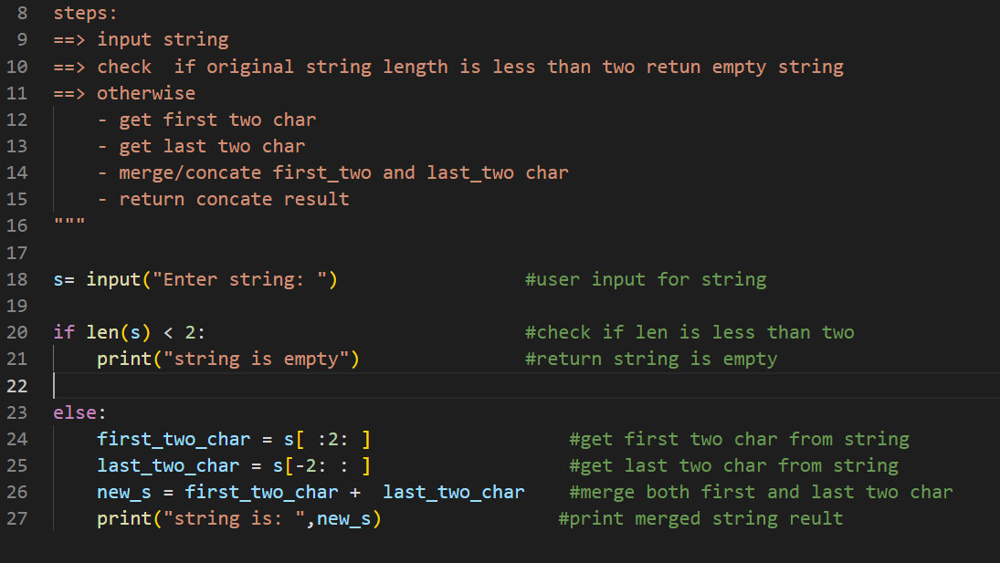 8 steps:
9 ==> input string
10 ==> check  if original string length is less than two retun empty string
11 ==> otherwise
12     - get first two char
13     - get last two char
14     - merge/concate first_two and last_two char
15     - return concate result
16 """
17
18 s= input("Enter string: ")                 #user input for string
19
20 if len(s) < 2:                             #check if len is less than two
21     print("string is empty")               #return string is empty
22
23 else:
24     first_two_char = s[ :2: ]                  #get first two char from string
25     last_two_char = s[-2: : ]                  #get last two char from string
26     new_s = first_two_char +  last_two_char    #merge both first and last two char
27     print("string is: ",new_s)                #print merged string reult